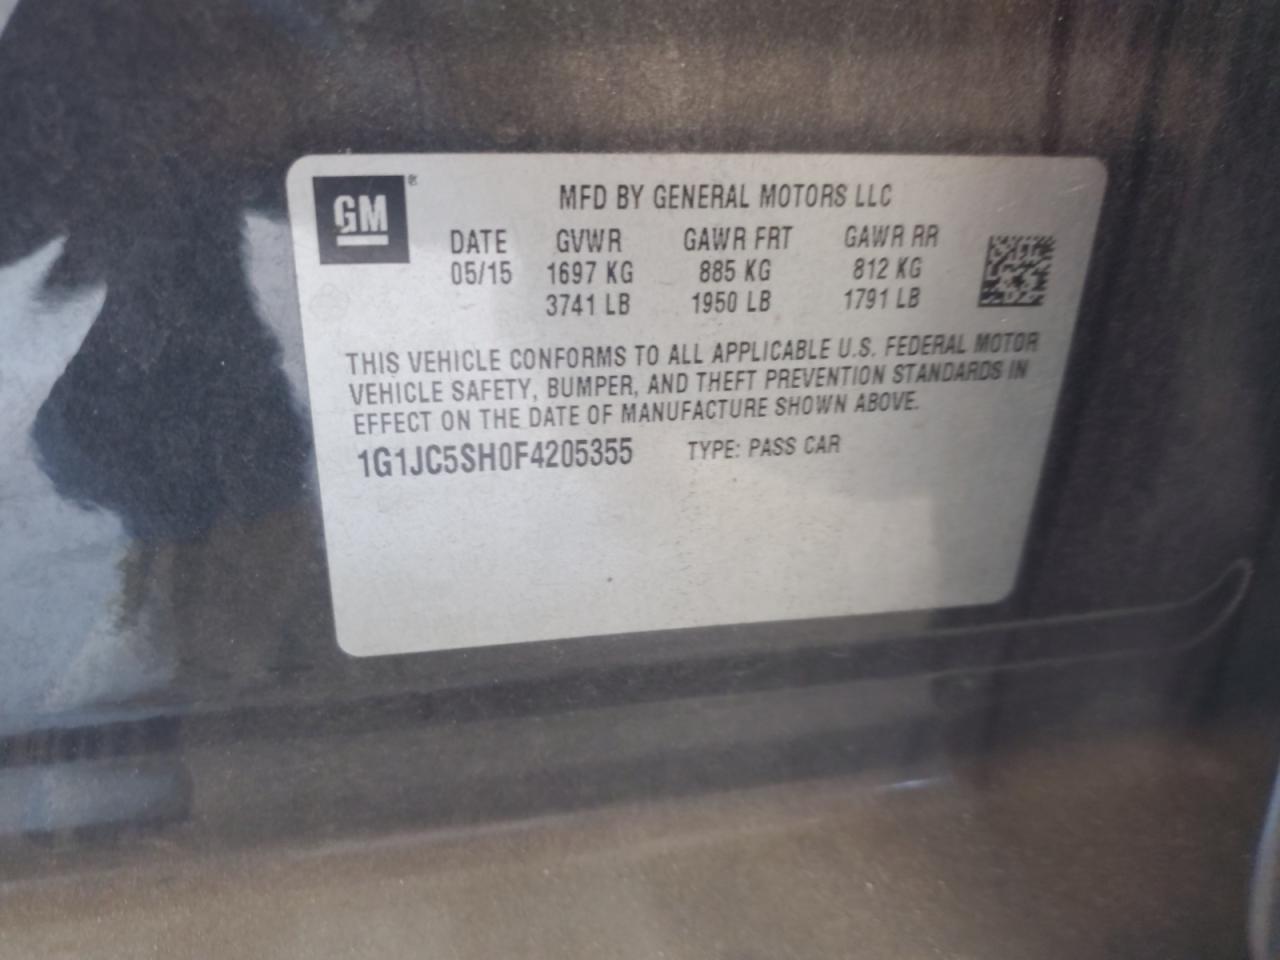 GM ®
MFD BY GENERAL MOTORS LLC
DATE GVWR GAWR FRT GAWR RR
05/15 1697 KG 885 KG 812 KG
3741 LB 1950 LB 1791 LB
THIS VEHICLE CONFORMS TO ALL APPLICABLE U.S. FEDERAL MOTOR
VEHICLE SAFETY, BUMPER, AND THEFT PREVENTION STANDARDS IN
EFFECT ON THE DATE OF MANUFACTURE SHOWN ABOVE.
1G1JC5SH0F4205355 TYPE: PASS CAR